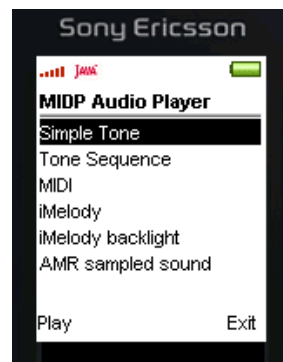 Sony Ericsson
JAVA
MIDP Audio Player
Simple Tone
Tone Sequence
MIDI
iMelody
iMelody backlight
AMR sampled sound
Play Exit